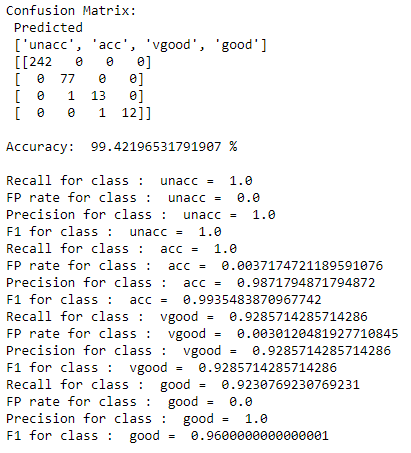 Confusion Matrix:
 Predicted
 ['unacc', 'acc', 'vgood', 'good']
 [[242   0   0   0]
 [  0  77   0   0]
 [  0   1  13   0]
 [  0   0   1  12]]
Accuracy:  99.42196531791907 %
Recall for class :  unacc =  1.0
FP rate for class :  unacc =  0.0
Precision for class :  unacc =  1.0
F1 for class :  unacc =  1.0
Recall for class :  acc =  1.0
FP rate for class :  acc =  0.0037174721189591076
Precision for class :  acc =  0.9871794871794872
F1 for class :  acc =  0.9935483870967742
Recall for class :  vgood =  0.9285714285714286
FP rate for class :  vgood =  0.0030120481927710845
Precision for class :  vgood =  0.9285714285714286
F1 for class :  vgood =  0.9285714285714286
Recall for class :  good =  0.9230769230769231
FP rate for class :  good =  0.0
Precision for class :  good =  1.0
F1 for class :  good =  0.9600000000000001